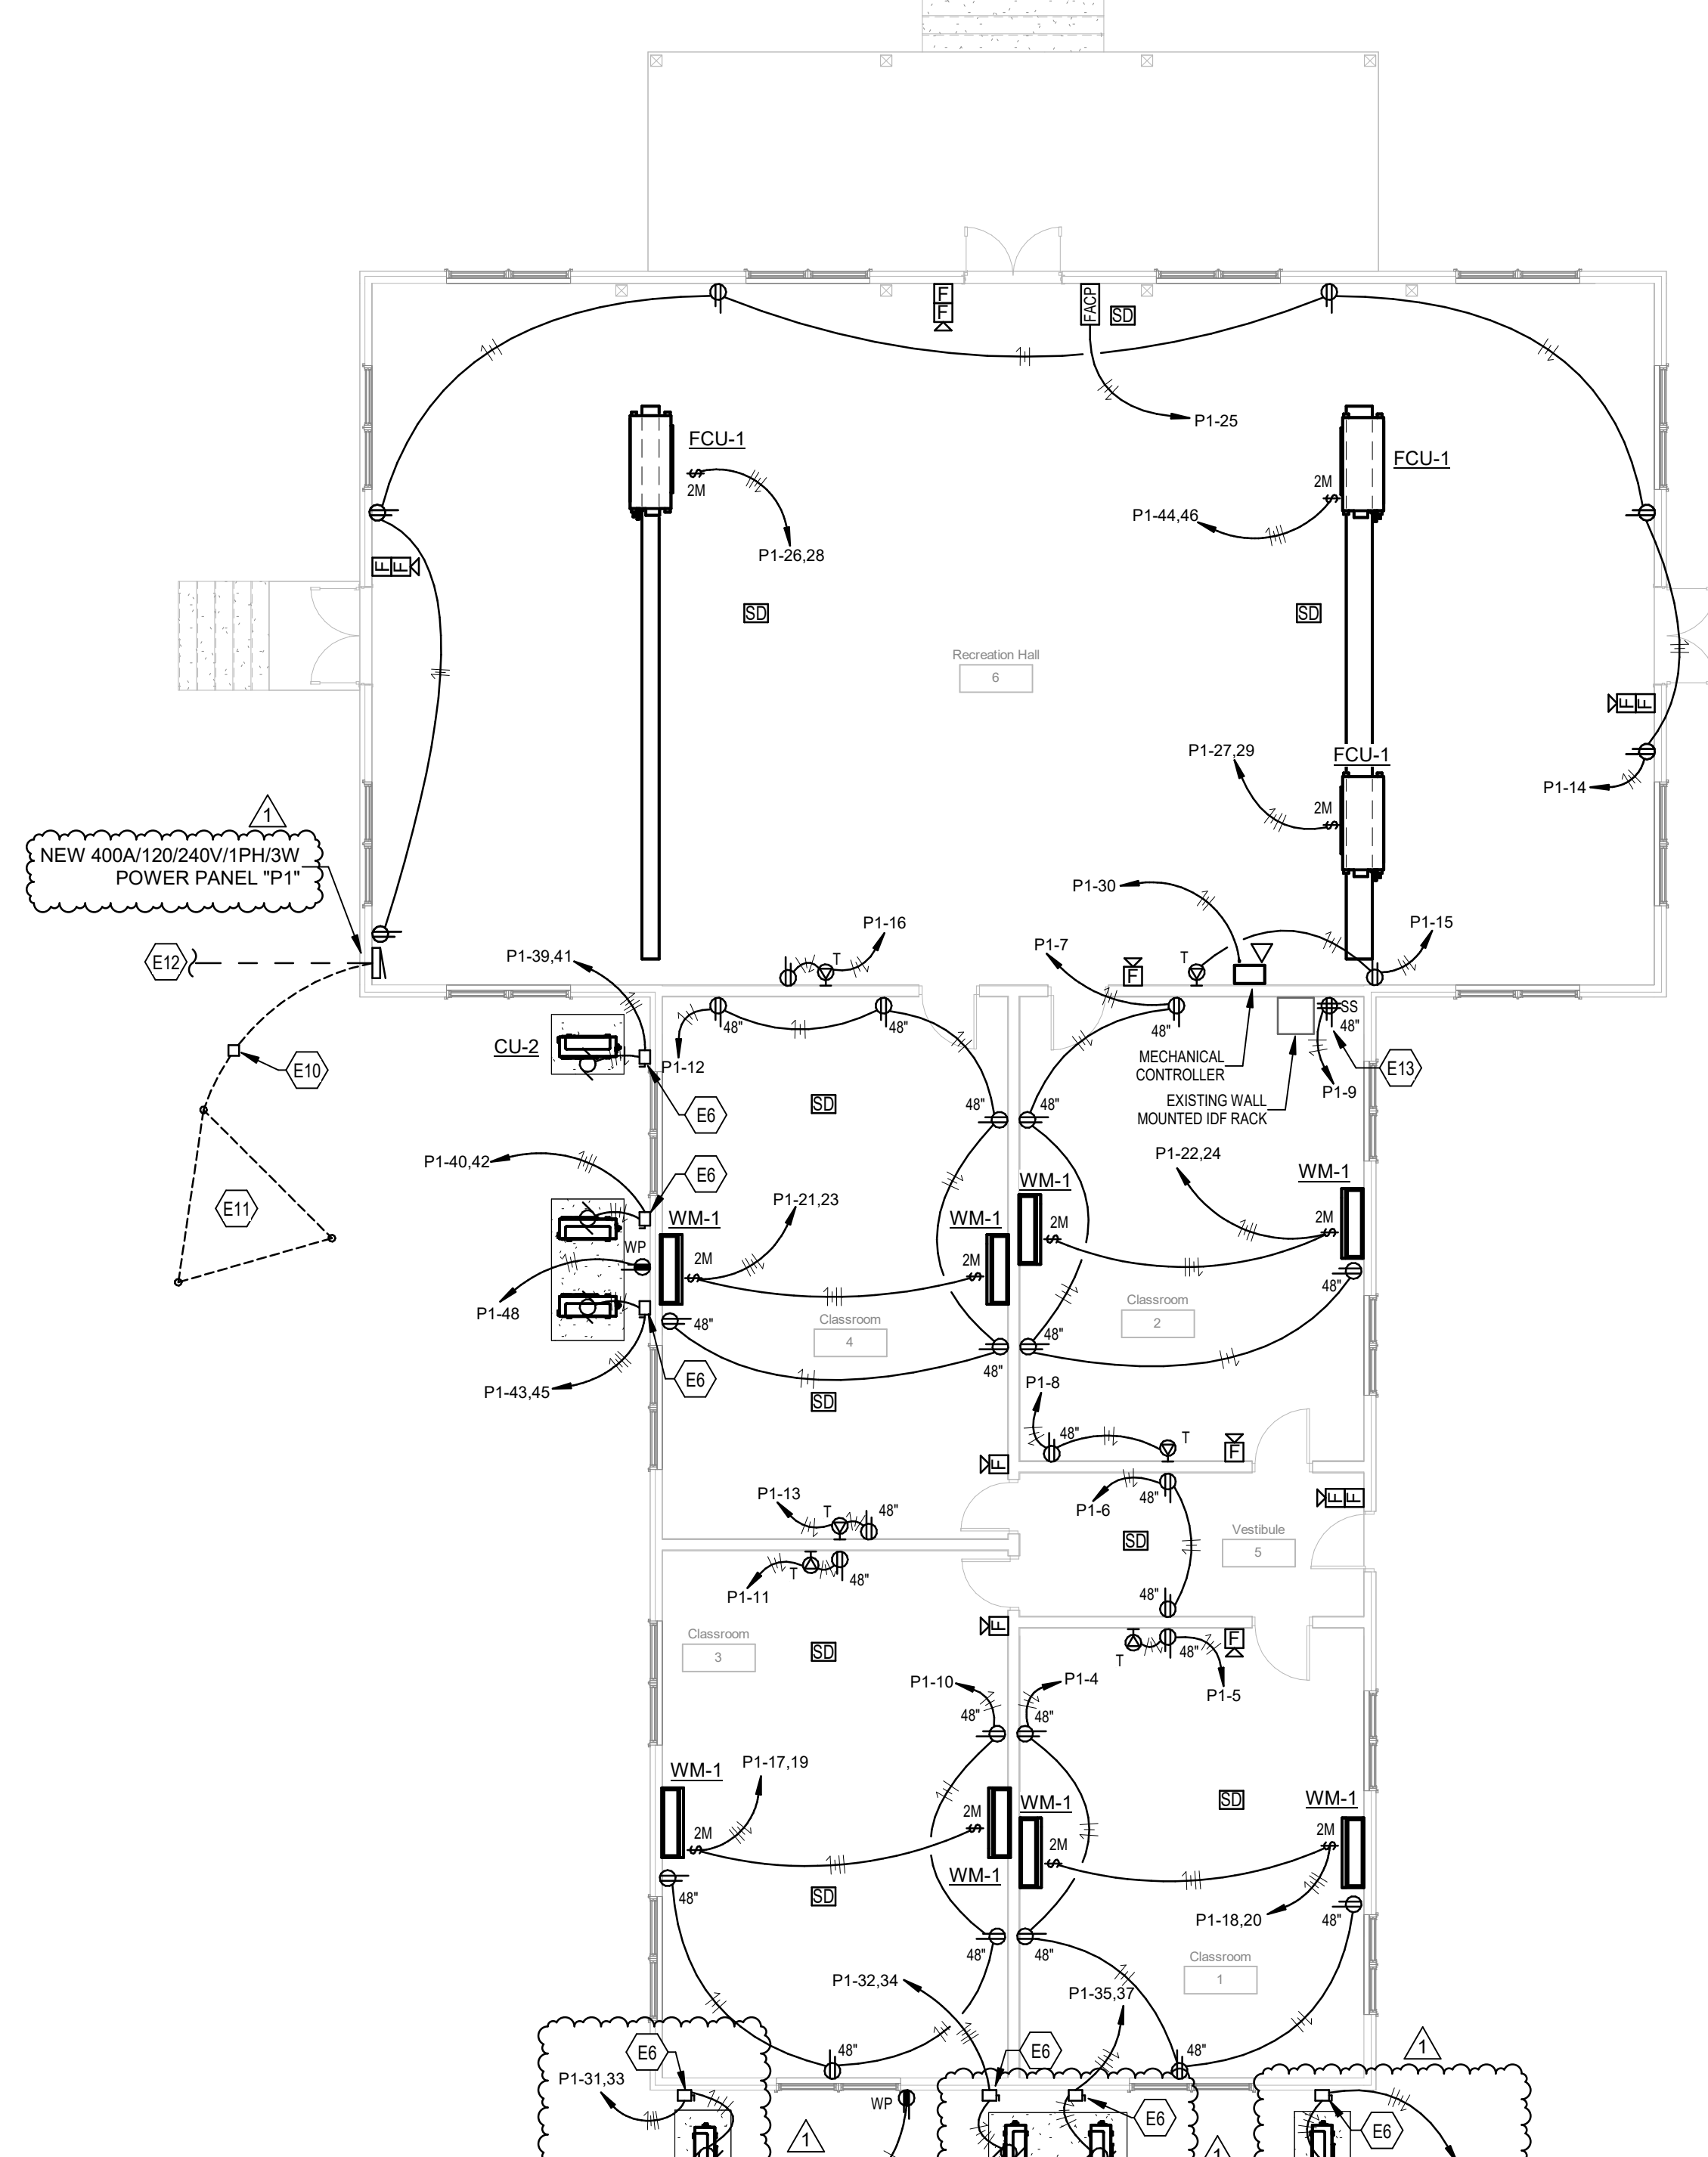 F
F
FACP
SD
P1-25
FCU-1
2M
P1-26,28
FCU-1
2M
P1-44,46
F
F
SD
SD
Recreation Hall
6
F
F
P1-27,29
FCU-1
2M
P1-14
1
NEW 400A/120/240V/1PH/3W
POWER PANEL "P1"
E12
P1-39,41
P1-16
T
P1-30
P1-7
F
T
P1-15
CU-2
E10
E6
P1-12
48"
48"
SS
48"
E13
P1-9
MECHANICAL
CONTROLLER
EXISTING WALL
MOUNTED IDF RACK
SD
48"
48"
P1-40,42
E6
E11
P1-21,23
WM-1
2M
WM-1
2M
WM-1
2M
P1-22,24
WM-1
2M
WP
P1-48
48"
Classroom
4
Classroom
2
48"
48"
48"
P1-43,45
E6
SD
P1-8
48"
T
F
F
P1-13
T
48"
P1-6
48"
F
F
SD
Vestibule
5
P1-11
T
48"
48"
F
Classroom
3
SD
T
48"
F
P1-5
P1-10
48"
P1-4
48"
WM-1
2M
P1-17,19
2M
WM-1
WM-1
2M
SD
WM-1
2M
48"
SD
P1-18,20
48"
48"
48"
Classroom
1
P1-32,34
P1-35,37
48"
48"
E6
E6
1
P1-31,33
WP
1
E6
E6
1